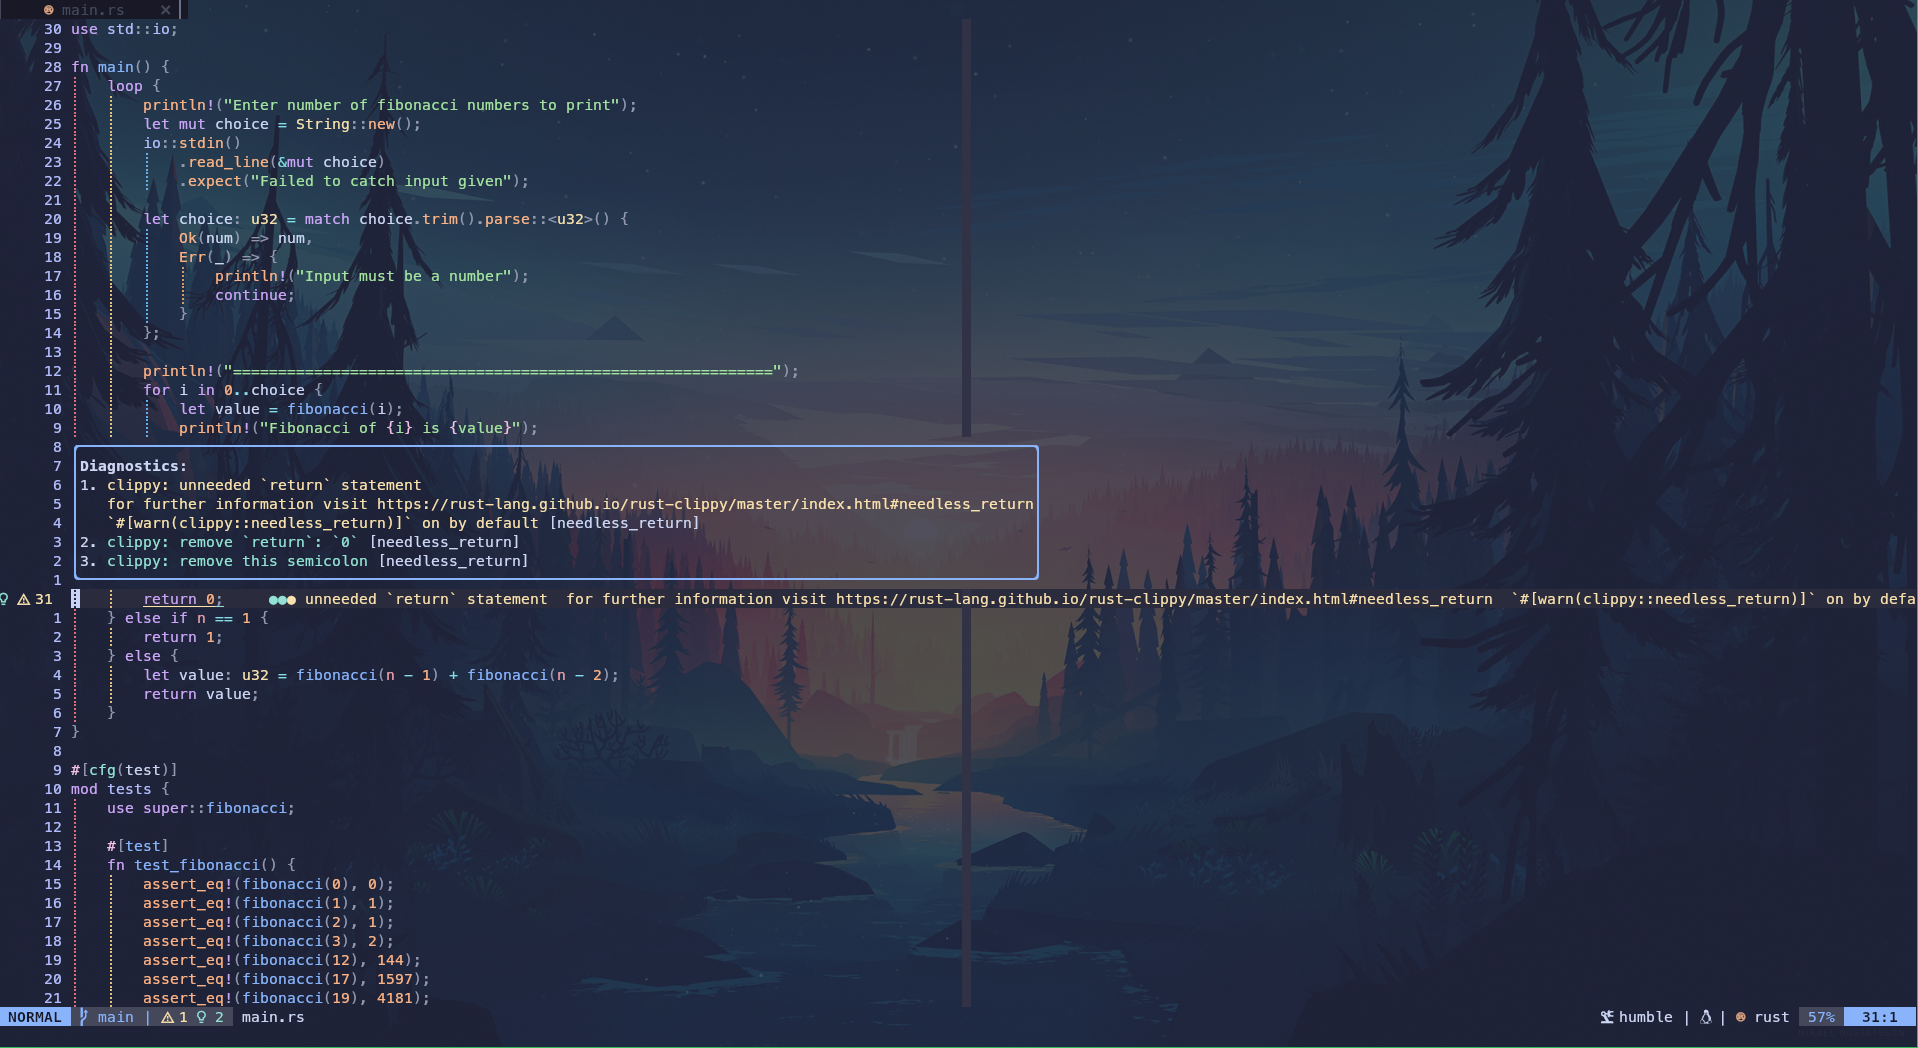 main.rs
30 use std::io;
29
28 fn main() {
27     loop {
26         println!("Enter number of fibonacci numbers to print");
25         let mut choice = String::new();
24         io::stdin()
23             .read_line(&mut choice)
22             .expect("Failed to catch input given");
21
20         let choice: u32 = match choice.trim().parse::<u32>() {
19             Ok(num) => num,
18             Err(_) => {
17                 println!("Input must be a number");
16                 continue;
15             }
14         };
13
12         println!("============================================================");
11         for i in 0..choice {
10             let value = fibonacci(i);
9             println!("Fibonacci of {i} is {value}");
8
7 Diagnostics:
6 1. clippy: unneeded `return` statement
5    for further information visit https://rust-lang.github.io/rust-clippy/master/index.html#needless_return
4    `#[warn(clippy::needless_return)]` on by default [needless_return]
3 2. clippy: remove `return`: `0` [needless_return]
2 3. clippy: remove this semicolon [needless_return]
1
31         return 0;     ●●● unneeded `return` statement  for further information visit https://rust-lang.github.io/rust-clippy/master/index.html#needless_return  `#[warn(clippy::needless_return)]` on by defa
1     } else if n == 1 {
2         return 1;
3     } else {
4         let value: u32 = fibonacci(n - 1) + fibonacci(n - 2);
5         return value;
6     }
7 }
8
9 #[cfg(test)]
10 mod tests {
11     use super::fibonacci;
12
13     #[test]
14     fn test_fibonacci() {
15         assert_eq!(fibonacci(0), 0);
16         assert_eq!(fibonacci(1), 1);
17         assert_eq!(fibonacci(2), 1);
18         assert_eq!(fibonacci(3), 2);
19         assert_eq!(fibonacci(12), 144);
20         assert_eq!(fibonacci(17), 1597);
21         assert_eq!(fibonacci(19), 4181);
NORMAL main | 1 2 main.rs humble | | rust 57% 31:1